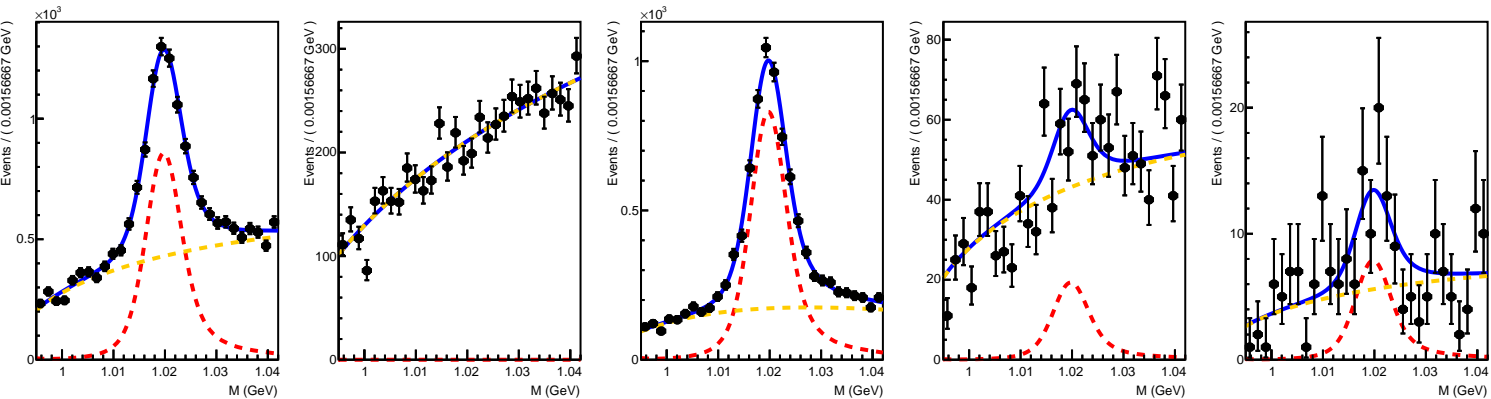 ×10³
Events / ( 0.00156667 GeV )
1
0.5
0
1 1.01 1.02 1.03 1.04
M (GeV)
Events / ( 0.00156667 GeV )
300
200
100
0
1 1.01 1.02 1.03 1.04
M (GeV)
×10³
Events / ( 0.00156667 GeV )
1
0.5
0
1 1.01 1.02 1.03 1.04
M (GeV)
Events / ( 0.00156667 GeV )
80
60
40
20
0
1 1.01 1.02 1.03 1.04
M (GeV)
Events / ( 0.00156667 GeV )
20
10
0
1 1.01 1.02 1.03 1.04
M (GeV)